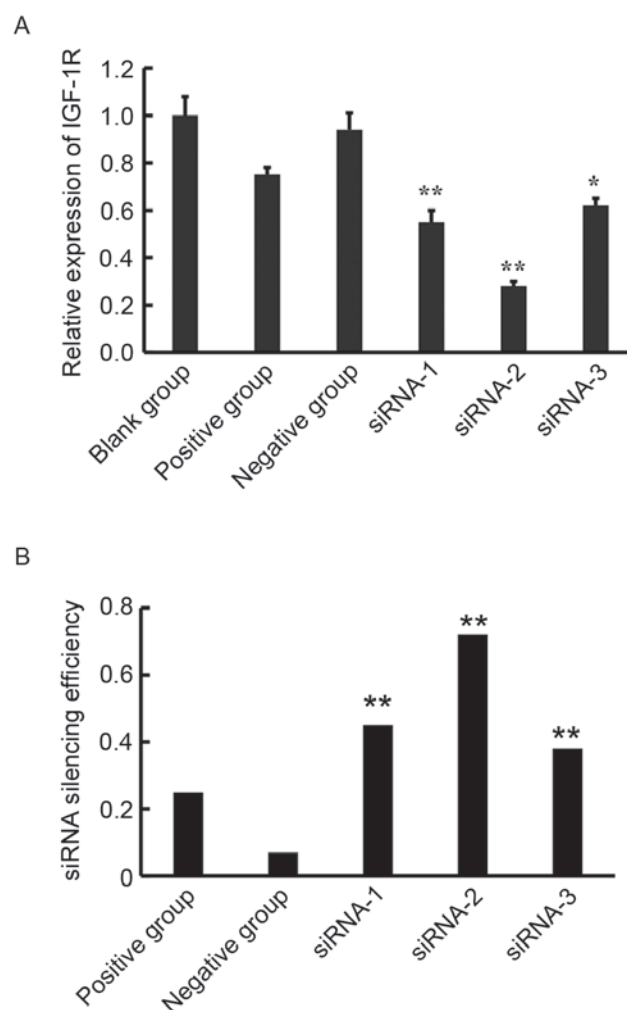 A
Relative expression of IGF-1R
1.2
1.0
0.8
0.6
0.4
0.2
0.0
**
**
*
Blank group
Positive group
Negative group
siRNA-1
siRNA-2
siRNA-3
B
siRNA silencing efficiency
0.8
0.6
0.4
0.2
0
**
**
**
Positive group
Negative group
siRNA-1
siRNA-2
siRNA-3